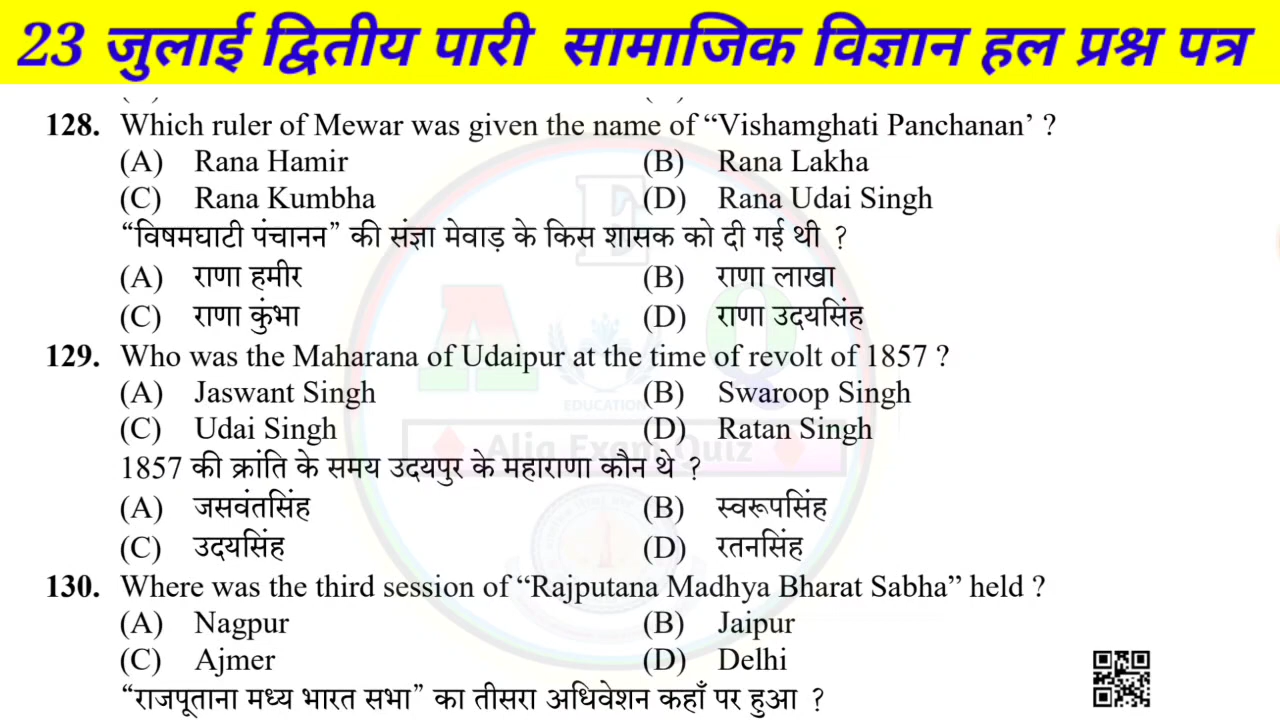 23 जुलाई द्वितीय पारी सामाजिक विज्ञान हल प्रश्न पत्र
128. Which ruler of Mewar was given the name of “Vishamghati Panchanan’ ?
(A) Rana Hamir (B) Rana Lakha
(C) Rana Kumbha (D) Rana Udai Singh
“विषमघाटी पंचानन” की संज्ञा मेवाड़ के किस शासक को दी गई थी ?
(A) राणा हमीर (B) राणा लाखा
(C) राणा कुंभा (D) राणा उदयसिंह
129. Who was the Maharana of Udaipur at the time of revolt of 1857 ?
(A) Jaswant Singh (B) Swaroop Singh
EDUCATION
(C) Udai Singh (D) Ratan Singh
Alia Exam Quiz
1857 की क्रांति के समय उदयपुर के महाराणा कौन थे ?
(A) जसवंतसिंह (B) स्वरूपसिंह
(C) उदयसिंह (D) रतनसिंह
130. Where was the third session of “Rajputana Madhya Bharat Sabha” held ?
(A) Nagpur (B) Jaipur
(C) Ajmer (D) Delhi
“राजपूताना मध्य भारत सभा” का तीसरा अधिवेशन कहाँ पर हुआ ?